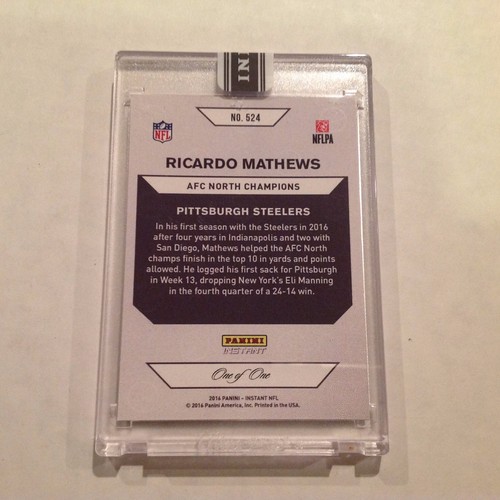 IN
NO. 524
NFL
NFLPA
RICARDO MATHEWS
AFC NORTH CHAMPIONS
PITTSBURGH STEELERS
In his first season with the Steelers in 2016
after four years in Indianapolis and two with
San Diego, Mathews helped the AFC North
champs finish in the top 10 in yards and points
allowed. He logged his first sack for Pittsburgh
in Week 13, dropping New York's Eli Manning
in the fourth quarter of a 24-14 win.
PANINI
INSTANT
One of One
2016 PANINI - INSTANT NFL
© 2016 Panini America, Inc. Printed in the USA.